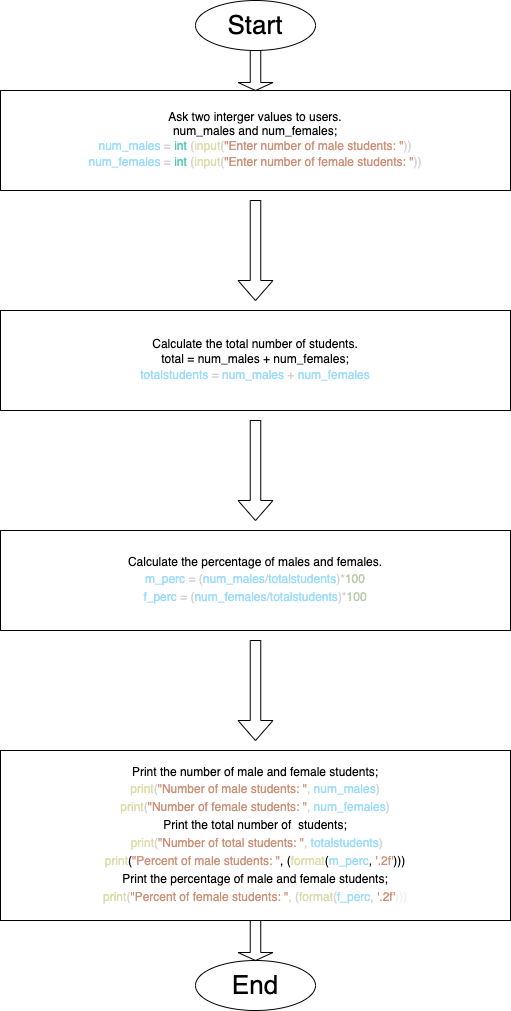 Start
Ask two interger values to users.
num_males and num_females;
num_males = int (input("Enter number of male students: "))
num_females = int (input("Enter number of female students: "))
Calculate the total number of students.
total = num_males + num_females;
totalstudents = num_males + num_females
Calculate the percentage of males and females.
m_perc = (num_males/totalstudents)*100
f_perc = (num_females/totalstudents)*100
Print the number of male and female students;
print("Number of male students: ", num_males)
print("Number of female students: ", num_females)
Print the total number of  students;
print("Number of total students: ", totalstudents)
print("Percent of male students: ", (format(m_perc, '.2f')))
Print the percentage of male and female students;
print("Percent of female students: ", (format(f_perc, '.2f')))
End